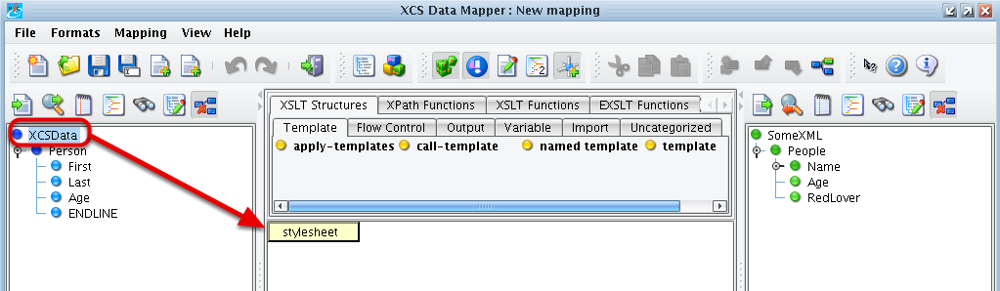 XCS Data Mapper : New mapping
File Formats Mapping View Help
XSLT Structures XPath Functions XSLT Functions EXSLT Functions
Template Flow Control Output Variable Import Uncategorized
apply-templates call-template named template template
XCSData
Person
First
Last
Age
ENDLINE
stylesheet
SomeXML
People
Name
Age
RedLover